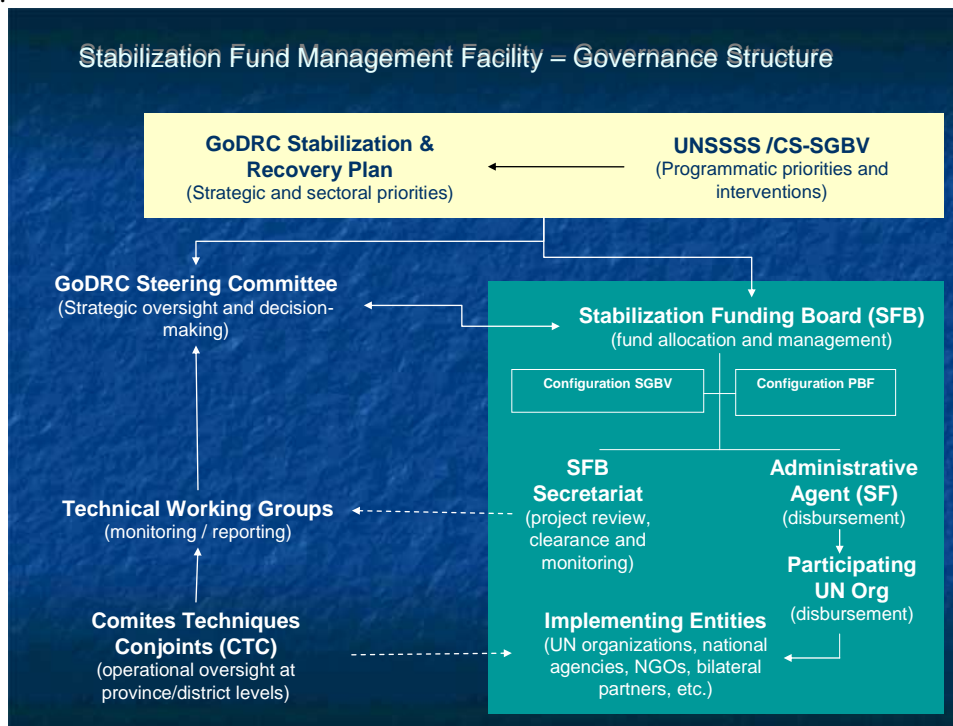 Stabilization Fund Management Facility – Governance Structure
GoDRC Stabilization &
Recovery Plan
(Strategic and sectoral priorities)
UNSSSS /CS-SGBV
(Programmatic priorities and
interventions)
GoDRC Steering Committee
(Strategic oversight and decision-
making)
Stabilization Funding Board (SFB)
(fund allocation and management)
Configuration SGBV
Configuration PBF
SFB
Secretariat
(project review,
clearance and
monitoring)
Administrative
Agent (SF)
(disbursement)
Technical Working Groups
(monitoring / reporting)
Participating
UN Org
(disbursement)
Comites Techniques
Conjoints (CTC)
(operational oversight at
province/district levels)
Implementing Entities
(UN organizations, national
agencies, NGOs, bilateral
partners, etc.)